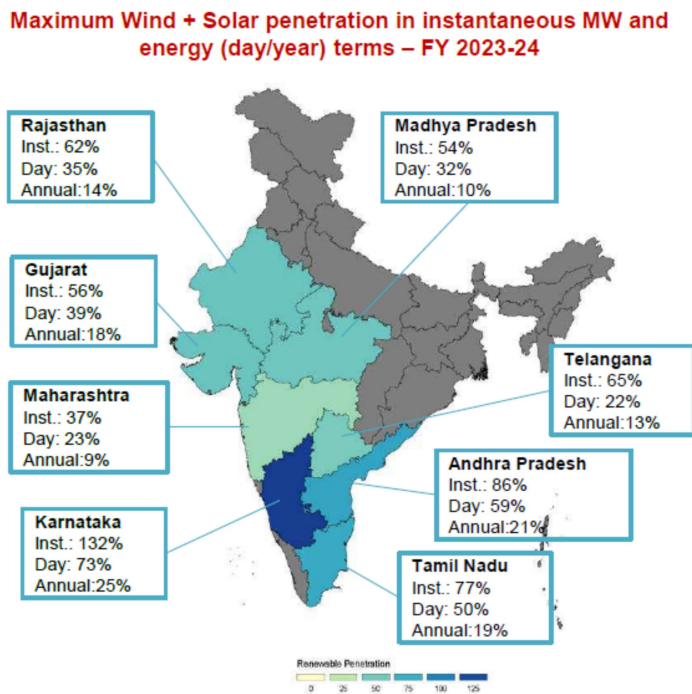 Maximum Wind + Solar penetration in instantaneous MW and
energy (day/year) terms – FY 2023-24
Rajasthan
Inst.: 62%
Day: 35%
Annual:14%
Madhya Pradesh
Inst.: 54%
Day: 32%
Annual:10%
Gujarat
Inst.: 56%
Day: 39%
Annual:18%
Telangana
Inst.: 65%
Day: 22%
Annual:13%
Maharashtra
Inst.: 37%
Day: 23%
Annual:9%
Andhra Pradesh
Inst.: 86%
Day: 59%
Annual:21%
Karnataka
Inst.: 132%
Day: 73%
Annual:25%
Tamil Nadu
Inst.: 77%
Day: 50%
Annual:19%
Renewable Penetration
0 25 50 75 100 125